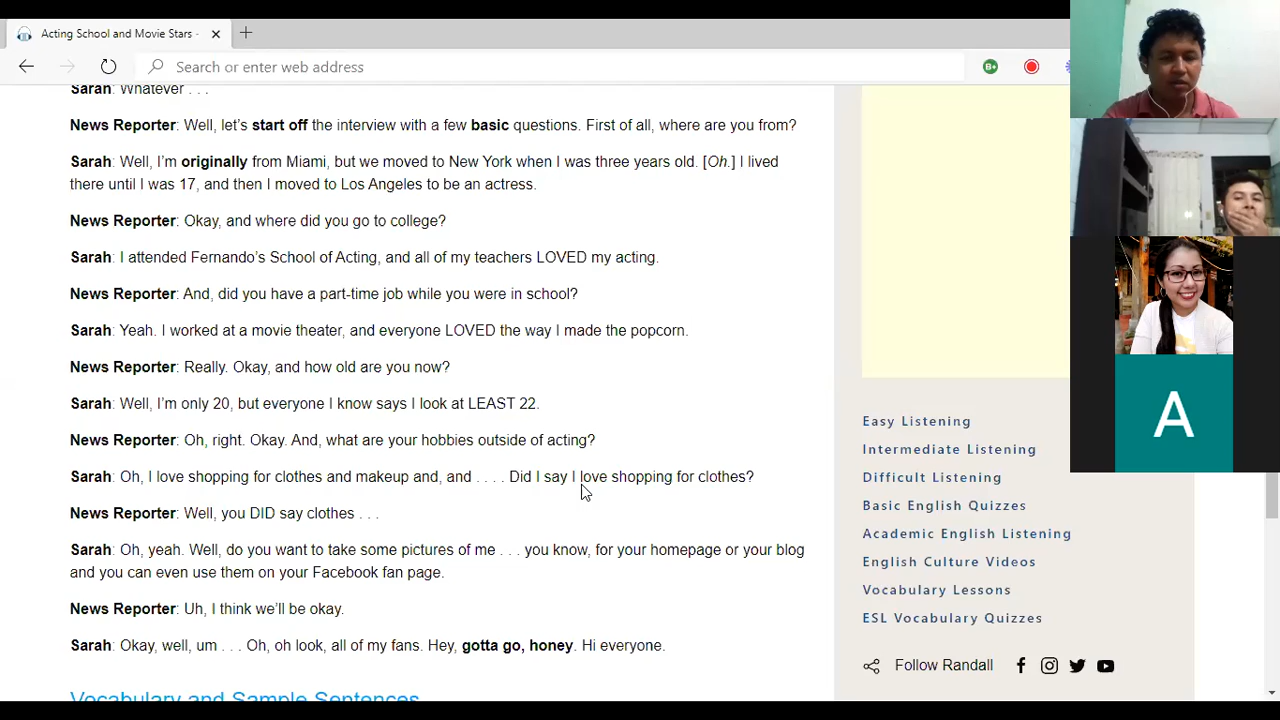 Acting School and Movie Stars -
Search or enter web address
Sarah: Whatever . . .
News Reporter: Well, let's start off the interview with a few basic questions. First of all, where are you from?
Sarah: Well, I'm originally from Miami, but we moved to New York when I was three years old. [Oh.] I lived
there until I was 17, and then I moved to Los Angeles to be an actress.
News Reporter: Okay, and where did you go to college?
Sarah: I attended Fernando's School of Acting, and all of my teachers LOVED my acting.
News Reporter: And, did you have a part-time job while you were in school?
Sarah: Yeah. I worked at a movie theater, and everyone LOVED the way I made the popcorn.
News Reporter: Really. Okay, and how old are you now?
Sarah: Well, I'm only 20, but everyone I know says I look at LEAST 22.
News Reporter: Oh, right. Okay. And, what are your hobbies outside of acting?
Sarah: Oh, I love shopping for clothes and makeup and, and . . . . Did I say I love shopping for clothes?
News Reporter: Well, you DID say clothes . . .
Sarah: Oh, yeah. Well, do you want to take some pictures of me . . . you know, for your homepage or your blog
and you can even use them on your Facebook fan page.
News Reporter: Uh, I think we'll be okay.
Sarah: Okay, well, um . . . Oh, oh look, all of my fans. Hey, gotta go, honey. Hi everyone.
Vocabulary and Sample Sentences
Easy Listening
Intermediate Listening
Difficult Listening
Basic English Quizzes
Academic English Listening
English Culture Videos
Vocabulary Lessons
ESL Vocabulary Quizzes
Follow Randall
A